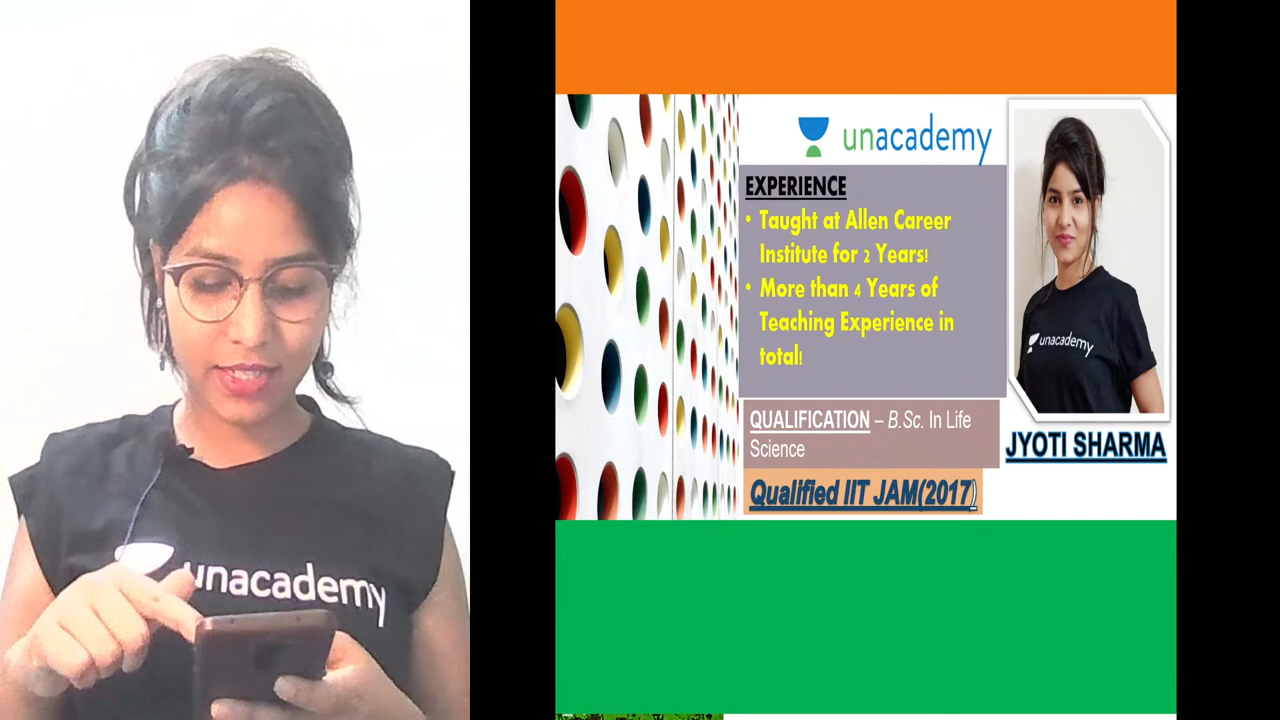 unacademy
unacademy
EXPERIENCE
• Taught at Allen Career
Institute for 2 Years!
• More than 4 Years of
Teaching Experience in
total!
unacademy
QUALIFICATION – B.Sc. In Life
Science
JYOTI SHARMA
Qualified IIT JAM(2017)